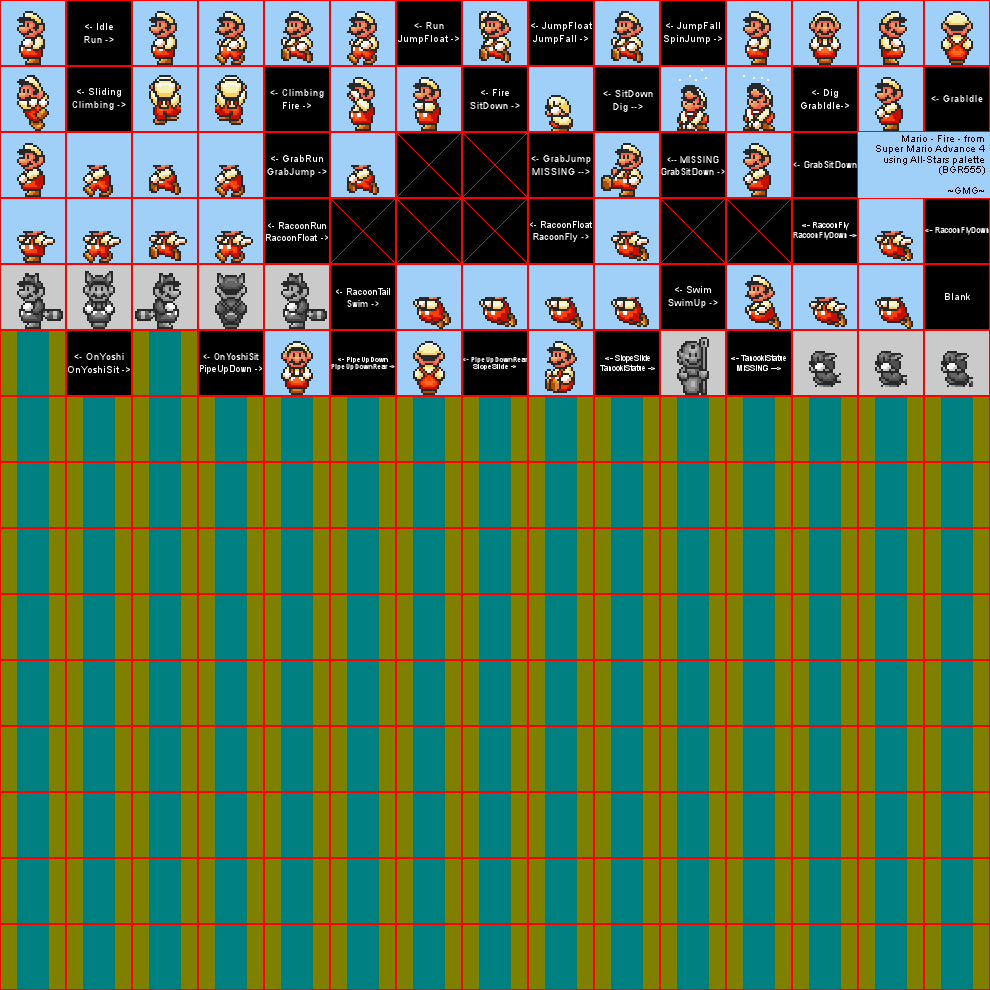 <- Idle
Run ->
<- Run
JumpFloat ->
<- JumpFloat
JumpFall ->
<- JumpFall
SpinJump ->
<- Sliding
Climbing ->
<- Climbing
Fire ->
<- Fire
SitDown ->
<- SitDown
Dig -->
<- Dig
GrabIdle->
<- GrabIdle
<- GrabRun
GrabJump ->
<- GrabJump
MISSING -->
<-- MISSING
GrabSitDown ->
<- GrabSitDown
Mario - Fire - from
Super Mario Advance 4
using All-Stars palette
(BGR555)
~GMG~
<- RacoonRun
RacoonFloat ->
<- RacoonFloat
RacoonFly ->
<-- RacoonFly
RacoonFlyDown -->
<-- RacoonFlyDown
<- RacoonTail
Swim ->
<- Swim
SwimUp ->
Blank
<- OnYoshi
OnYoshiSit ->
<- OnYoshiSit
PipeUpDown ->
<-- PipeUpDown
PipeUpDownRear -->
<-- PipeUpDownRear
SlopeSlide -->
<-- SlopeSlide
TanookiStatue -->
<-- TanookiStatue
MISSING --->